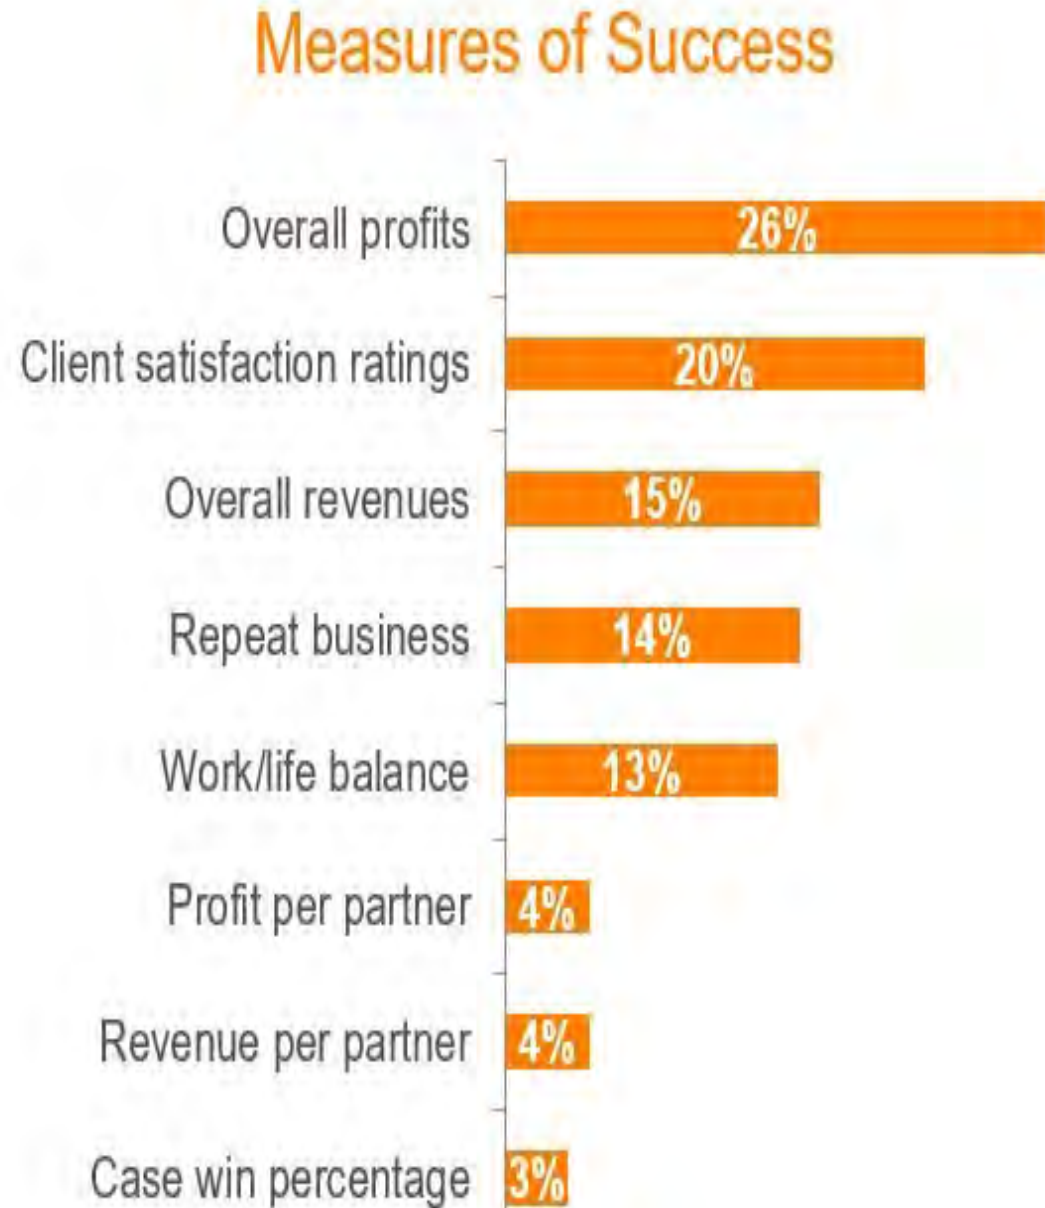 Measures of Success
Overall profits 26%
Client satisfaction ratings 20%
Overall revenues 15%
Repeat business 14%
Work/life balance 13%
Profit per partner 4%
Revenue per partner 4%
Case win percentage 3%